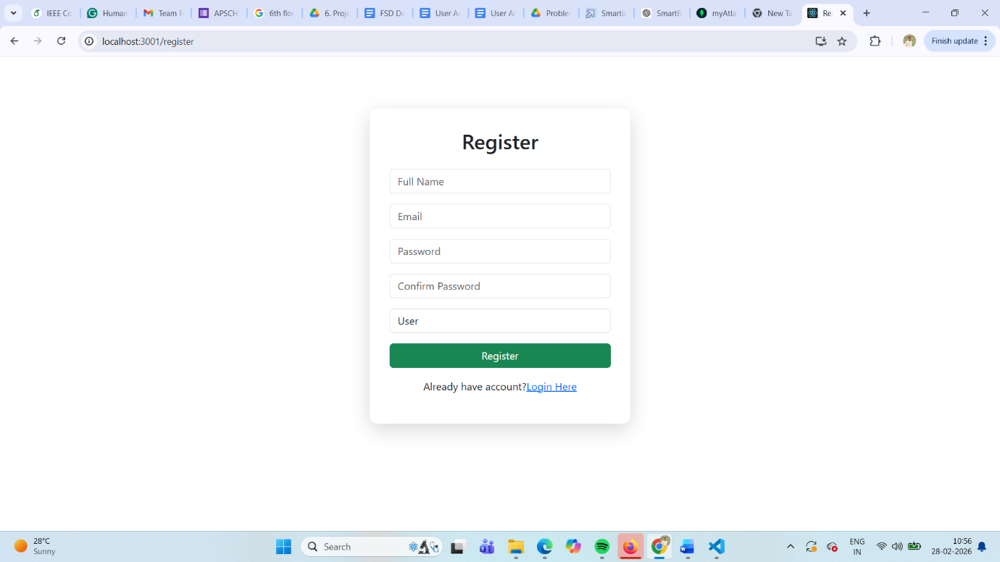 IEEE Co
Human
Team F
APSCH
6th flo
6. Proje
FSD Do
User A
User Ac
Probler
Smartin
SmartB
myAtla
New Ta
Re
localhost:3001/register
Finish update
Register
Full Name
Email
Password
Confirm Password
User
Register
Already have account?Login Here
28°C
Sunny
Search
ENG
IN
10:56
28-02-2026